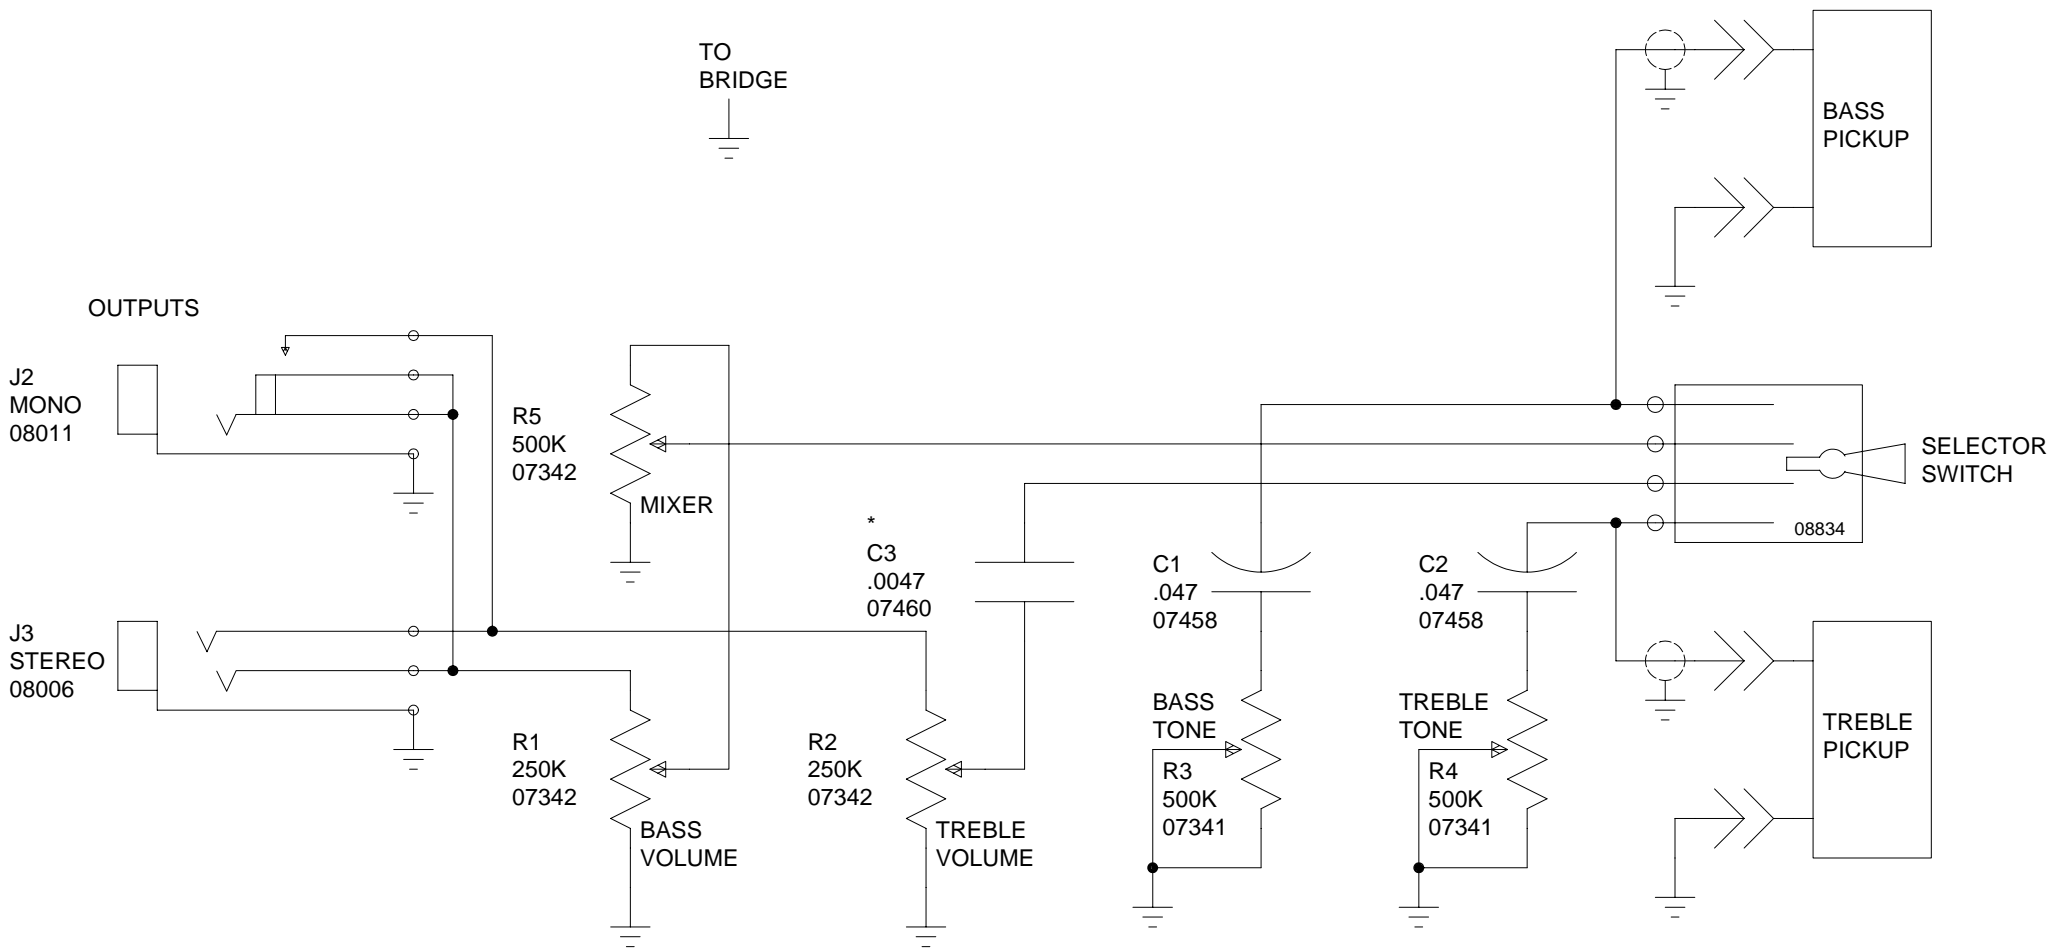 TO
BRIDGE
BASS
PICKUP
OUTPUTS
J2
MONO
08011
R5
500K
07342
MIXER
SELECTOR
SWITCH
08834
*
C3
.0047
07460
C1
.047
07458
C2
.047
07458
J3
STEREO
08006
R1
250K
07342
BASS
VOLUME
R2
250K
07342
TREBLE
VOLUME
BASS
TONE
R3
500K
07341
TREBLE
TONE
R4
500K
07341
TREBLE
PICKUP